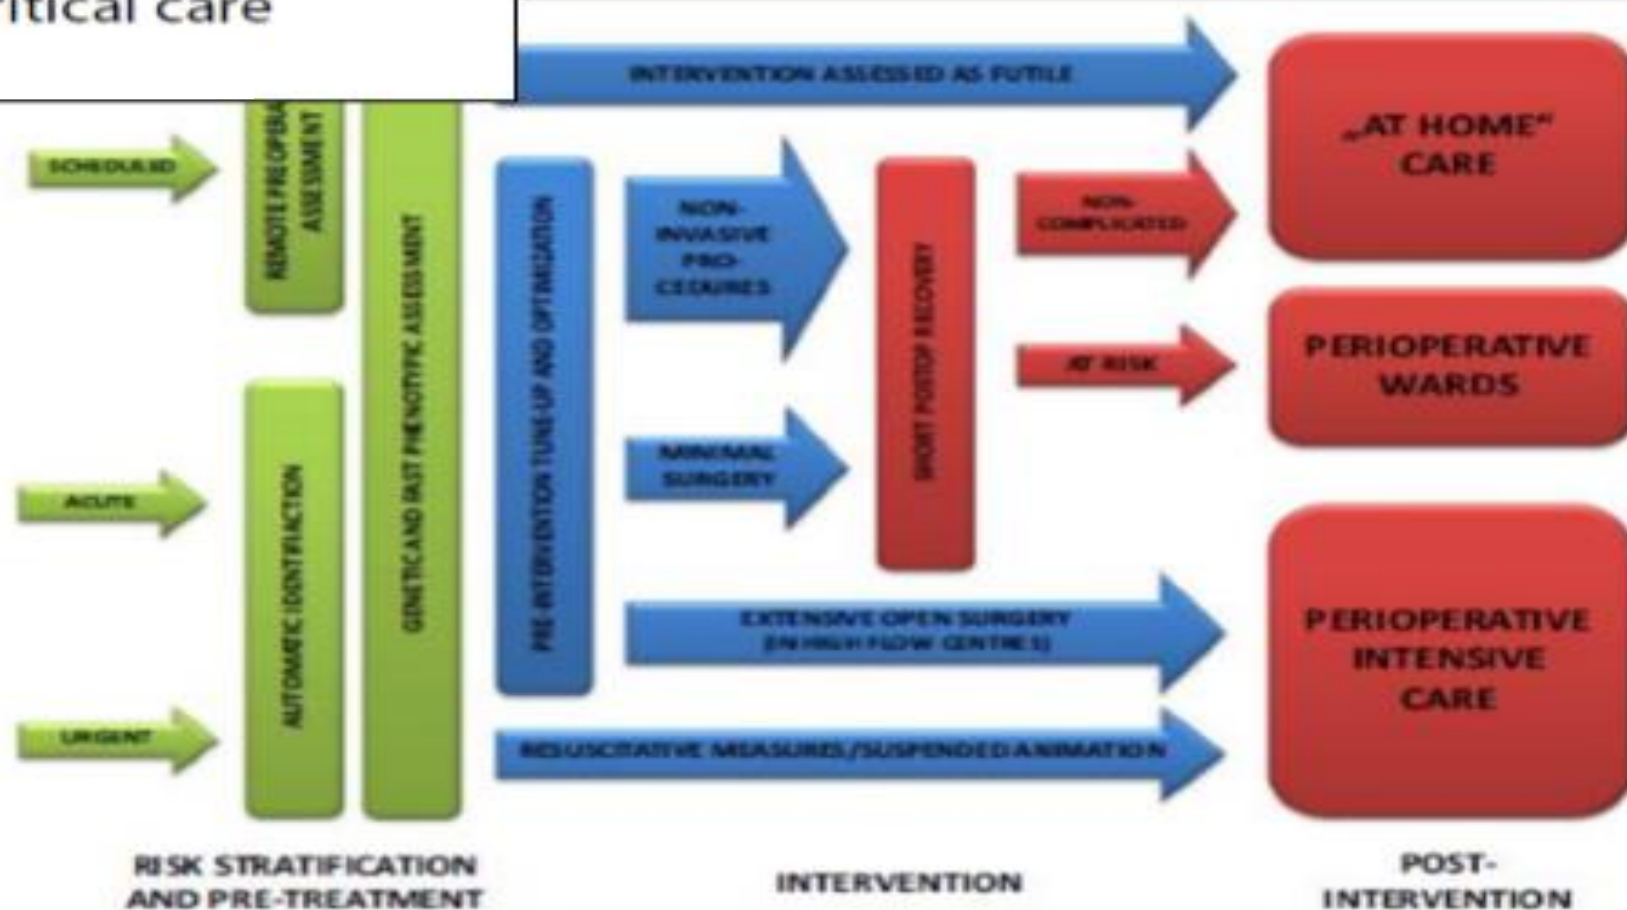 ritical care
INTERVENTION ASSESSED AS FUTILE
„AT HOME“
CARE
SCHEDULED
REMOTE PREOPERA
ASSESSMENT
GENETIC AND FAST PHENOTYPIC ASSESSMENT
PRE-INTERVENTION TUNE-UP AND OPTIMIZATION
NON-
INVASIVE
PRO-
CEDURES
SHORT POSTOP RECOVERY
NON-
COMPLICATED
AT RISK
PERIOPERATIVE
WARDS
ACUTE
AUTOMATIC IDENTIFIACTION
MINIMAL
SURGERY
EXTENSIVE OPEN SURGERY
(IN HIGH FLOW CENTRES)
PERIOPERATIVE
INTENSIVE
CARE
URGENT
RESUSCITATIVE MEASURES/SUSPENDED ANIMATION
RISK STRATIFICATION
AND PRE-TREATMENT
INTERVENTION
POST-
INTERVENTION